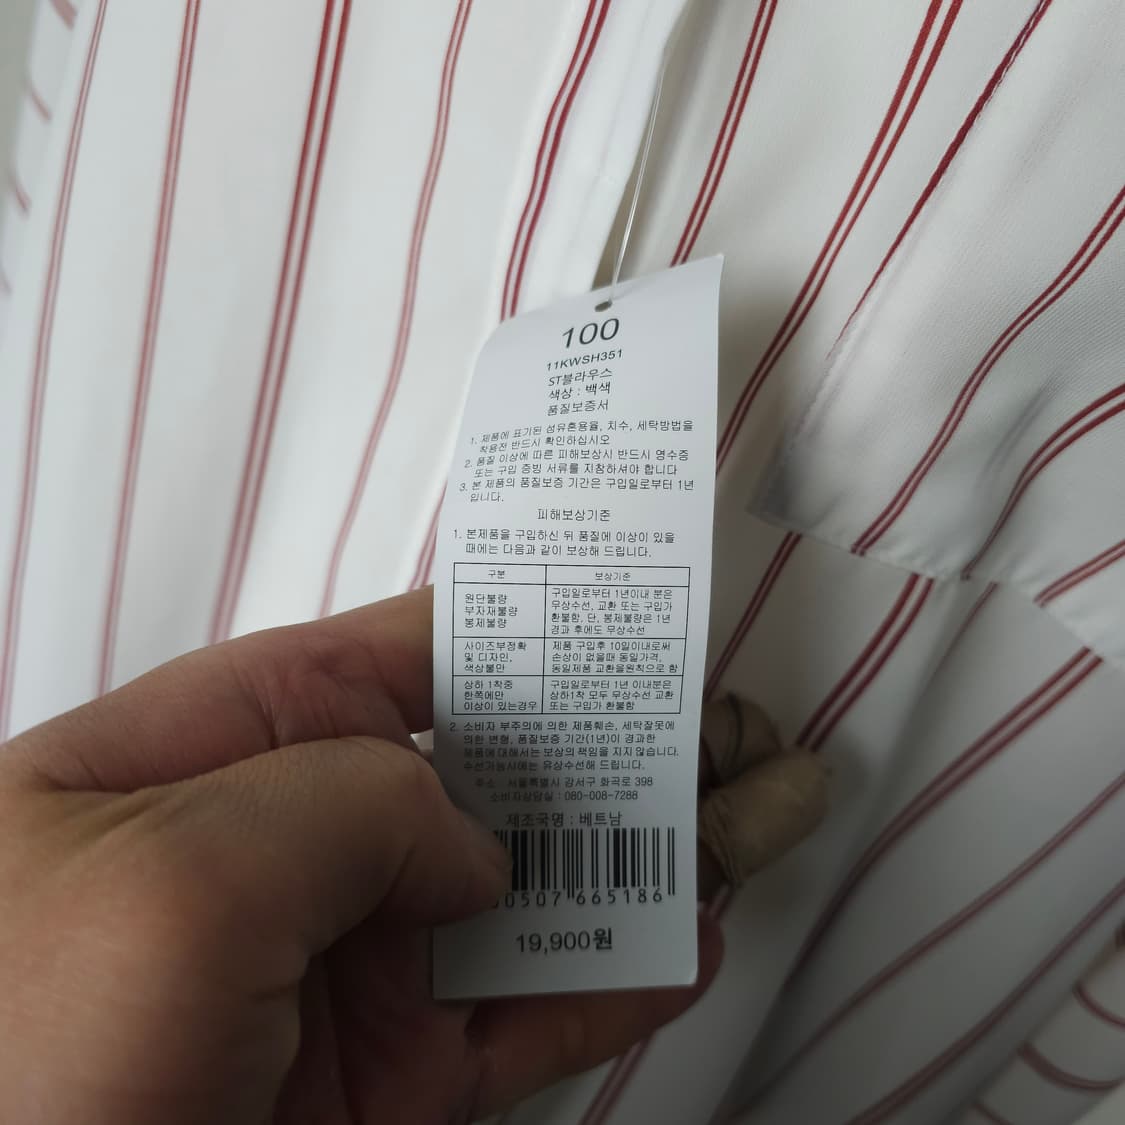 100
11KWSH351
ST블라우스
색상 : 백색
품질보증서
1. 제품에 표기된 섬유혼용율, 치수, 세탁방법을
착용전 반드시 확인하십시오
2. 품질 이상에 따른 피해보상시 반드시 영수증
또는 구입 증빙 서류를 지참하셔야 합니다
3. 본 제품의 품질보증 기간은 구입일로부터 1년
입니다.
피해보상기준
1. 본제품을 구입하신 뒤 품질에 이상이 있을
때에는 다음과 같이 보상해 드립니다.
구분
보상기준
원단불량
부자재불량
봉제불량
구입일로부터 1년이내 분은
무상수선, 교환 또는 구입가
환불함. 단, 봉제불량은 1년
경과 후에도 무상수선
사이즈부정확
및 디자인,
색상불만
제품 구입후 10일이내로써
손상이 없을때 동일가격,
동일제품 교환을원칙으로 함
상하 1착중
한쪽에만
이상이 있는경우
구입일로부터 1년 이내분은
상하1착 모두 무상수선 교환
또는 구입가 환불함
2. 소비자 부주의에 의한 제품훼손, 세탁잘못에
의한 변형, 품질보증 기간(1년)이 경과한
제품에 대해서는 보상의 책임을 지지 않습니다.
수선가능시에는 유상수선해 드립니다.
주소 : 서울특별시 강서구 화곡로 398
소비자상담실 : 080-008-7288
제조국명 : 베트남
0507 665186
19,900원